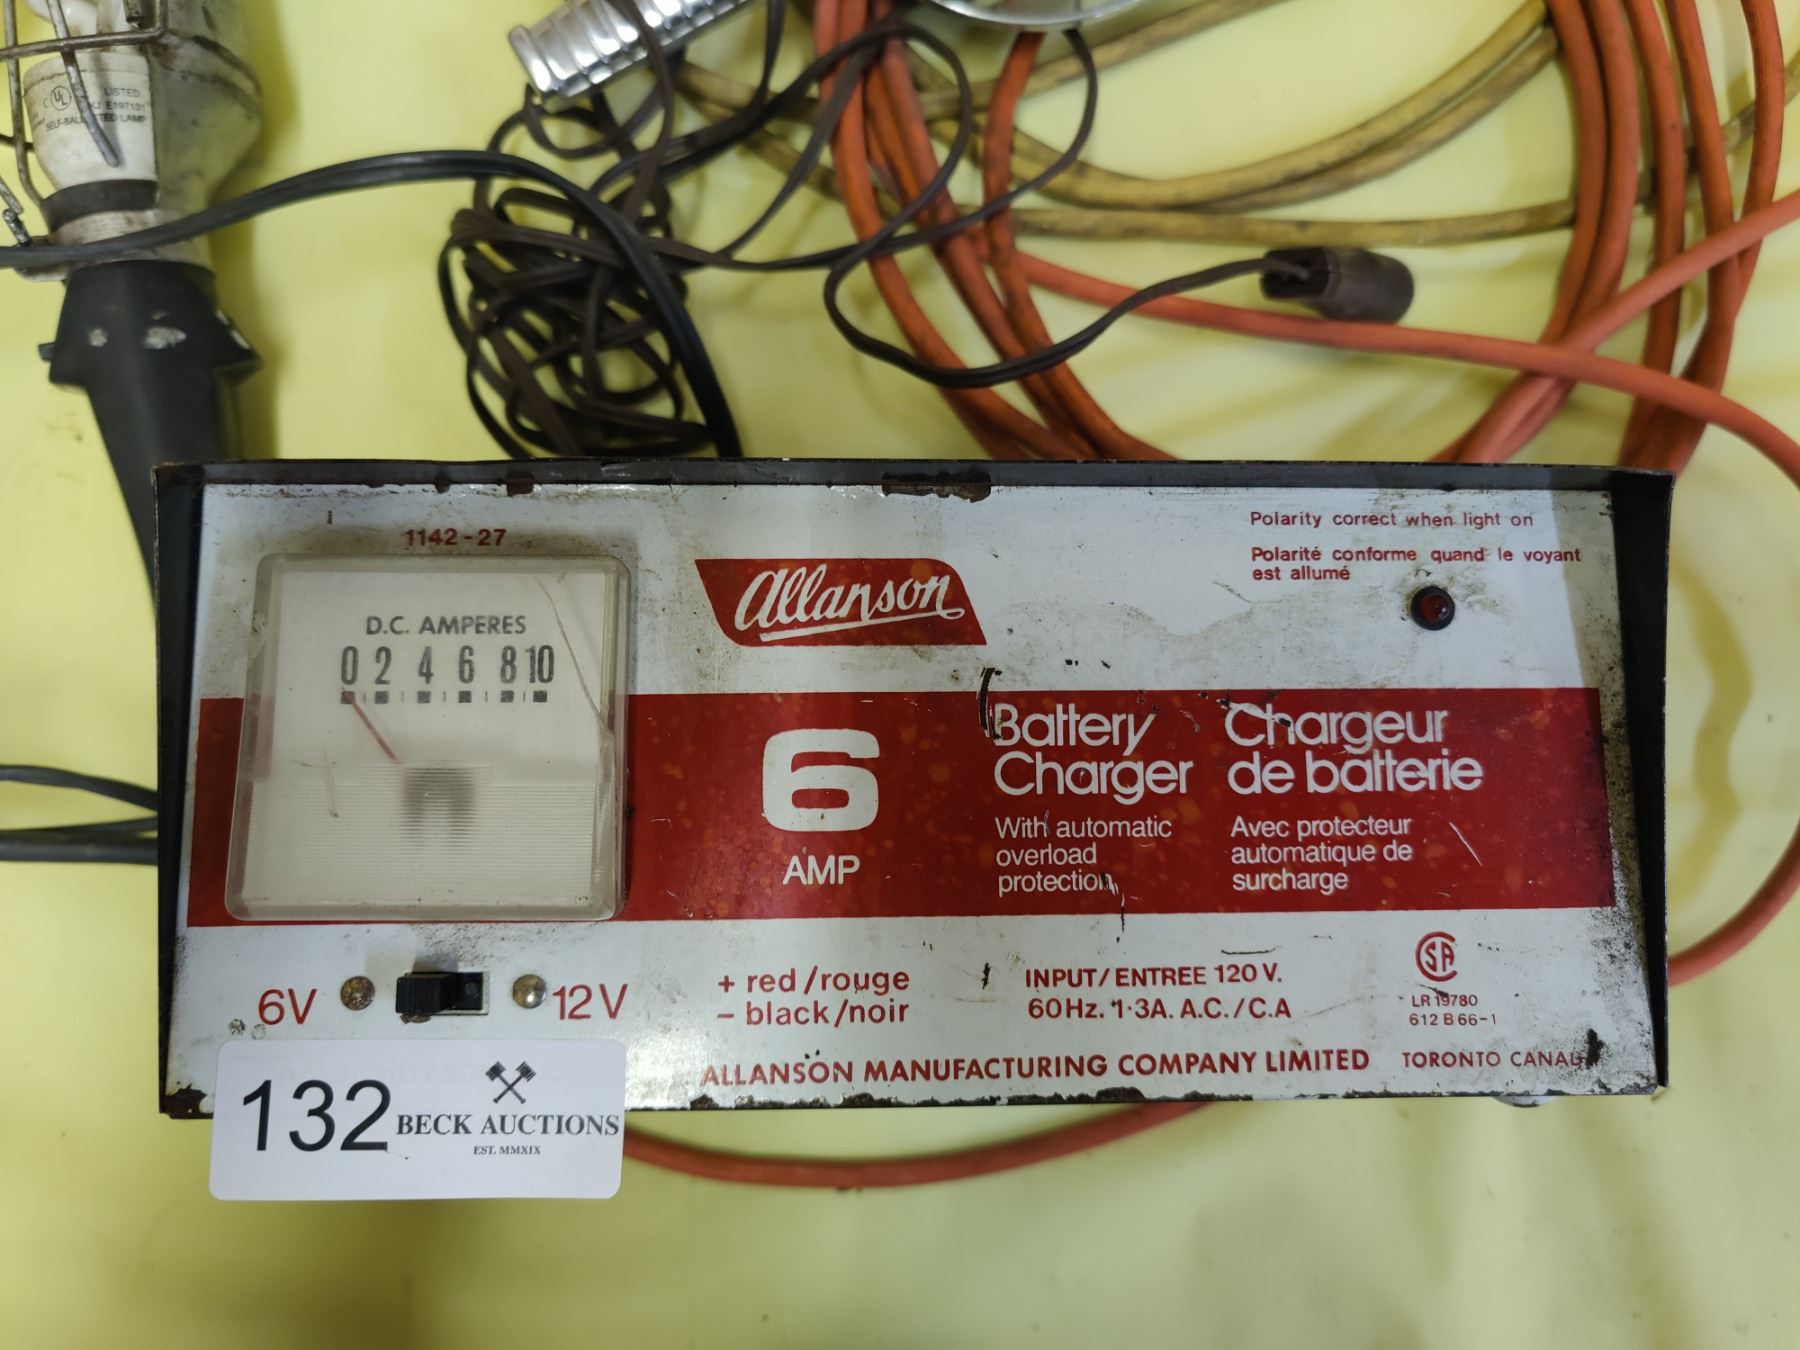 LISTED
E197131
LAMP
1142-27
D.C. AMPERES
0 2 4 6 8 10
Allanson
Polarity correct when light on
Polarité conforme quand le voyant
est allumé
6
AMP
Battery
Charger
With automatic
overload
protection
Chargeur
de batterie
Avec protecteur
automatique de
surcharge
6V
12V
+ red/rouge
- black/noir
INPUT/ENTREE 120 V.
60Hz. 1·3A. A.C./C.A
LR 19780
612 B 66-1
ALLANSON MANUFACTURING COMPANY LIMITED TORONTO
132
BECK AUCTIONS
EST. MMXIX